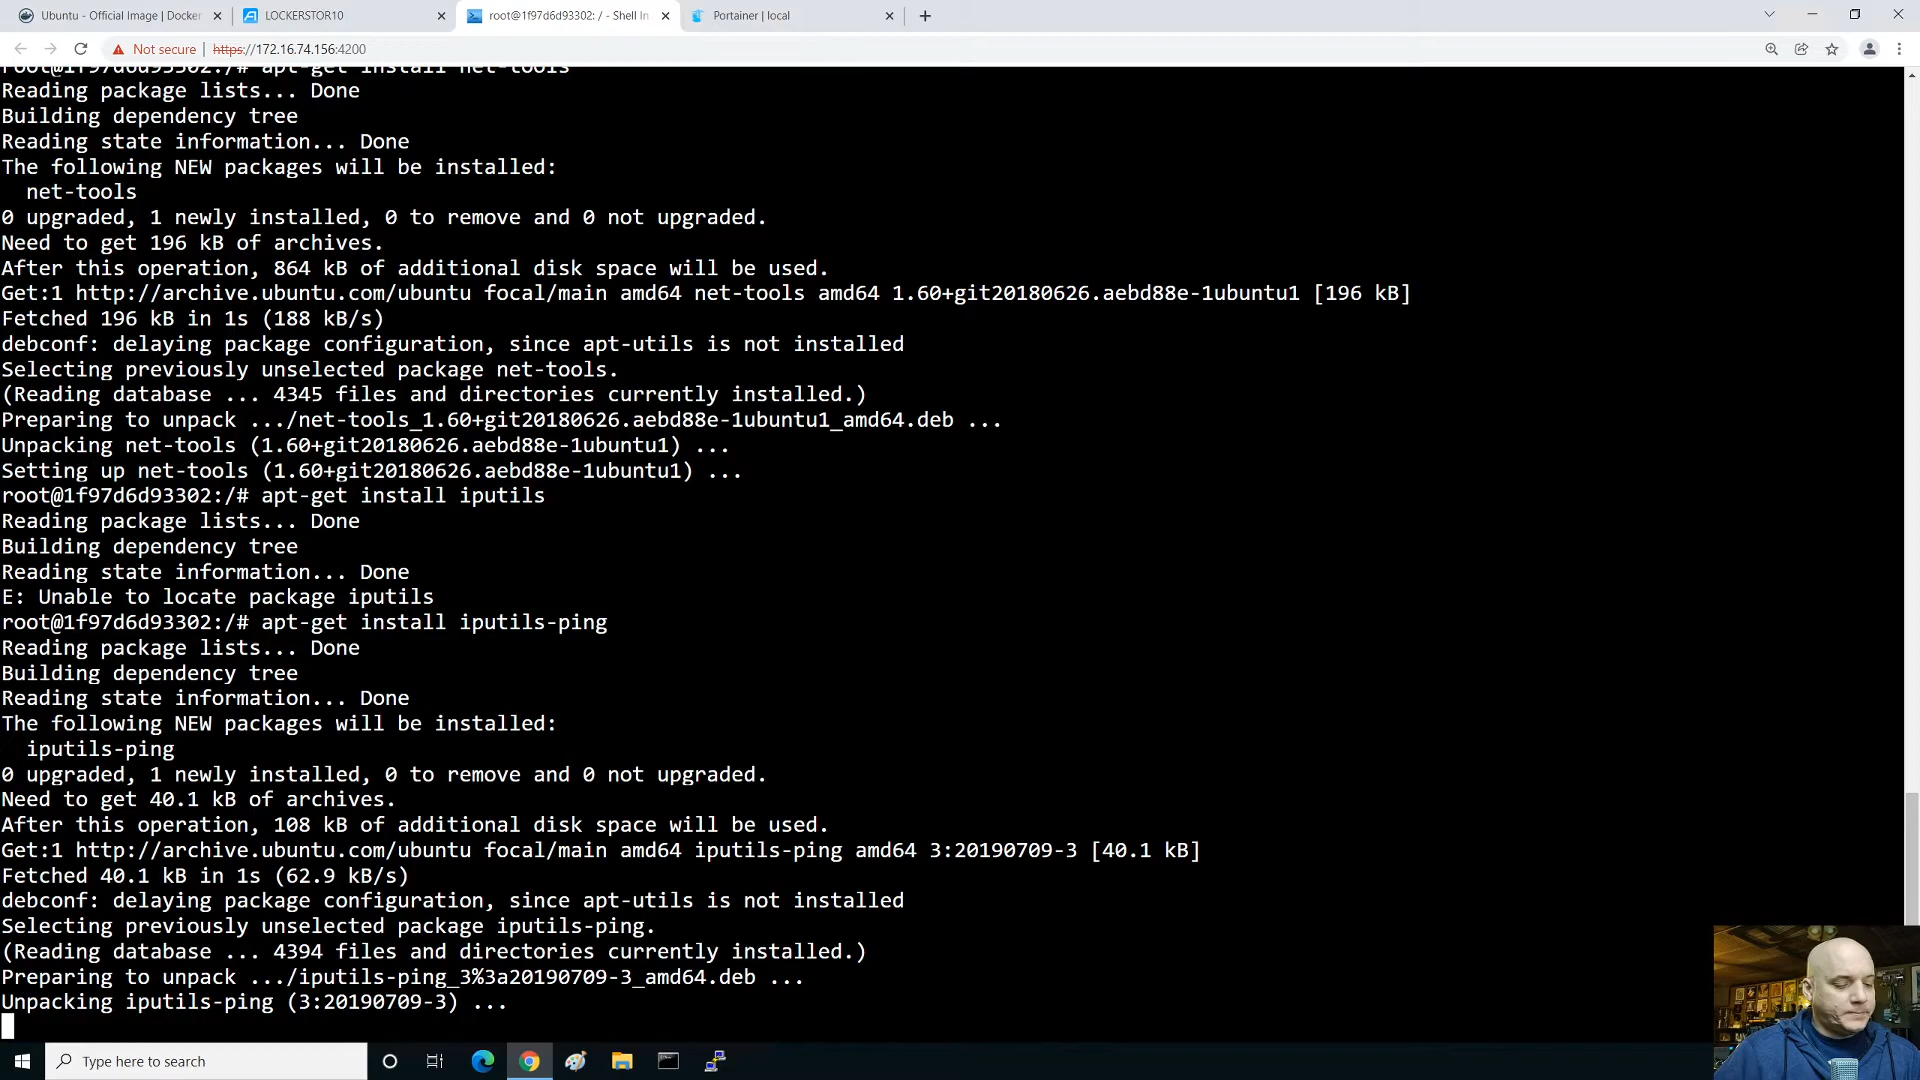 Ubuntu - Official Image | Docker
LOCKERSTOR10
root@1f97d6d93302: / - Shell In
Portainer | local
Not secure | https://172.16.74.156:4200
root@1f97d6d93302:/# apt-get install net-tools
Reading package lists... Done
Building dependency tree
Reading state information... Done
The following NEW packages will be installed:
net-tools
0 upgraded, 1 newly installed, 0 to remove and 0 not upgraded.
Need to get 196 kB of archives.
After this operation, 864 kB of additional disk space will be used.
Get:1 http://archive.ubuntu.com/ubuntu focal/main amd64 net-tools amd64 1.60+git20180626.aebd88e-1ubuntu1 [196 kB]
Fetched 196 kB in 1s (188 kB/s)
debconf: delaying package configuration, since apt-utils is not installed
Selecting previously unselected package net-tools.
(Reading database ... 4345 files and directories currently installed.)
Preparing to unpack .../net-tools_1.60+git20180626.aebd88e-1ubuntu1_amd64.deb ...
Unpacking net-tools (1.60+git20180626.aebd88e-1ubuntu1) ...
Setting up net-tools (1.60+git20180626.aebd88e-1ubuntu1) ...
root@1f97d6d93302:/# apt-get install iputils
Reading package lists... Done
Building dependency tree
Reading state information... Done
E: Unable to locate package iputils
root@1f97d6d93302:/# apt-get install iputils-ping
Reading package lists... Done
Building dependency tree
Reading state information... Done
The following NEW packages will be installed:
iputils-ping
0 upgraded, 1 newly installed, 0 to remove and 0 not upgraded.
Need to get 40.1 kB of archives.
After this operation, 108 kB of additional disk space will be used.
Get:1 http://archive.ubuntu.com/ubuntu focal/main amd64 iputils-ping amd64 3:20190709-3 [40.1 kB]
Fetched 40.1 kB in 1s (62.9 kB/s)
debconf: delaying package configuration, since apt-utils is not installed
Selecting previously unselected package iputils-ping.
(Reading database ... 4394 files and directories currently installed.)
Preparing to unpack .../iputils-ping_3%3a20190709-3_amd64.deb ...
Unpacking iputils-ping (3:20190709-3) ...
Type here to search